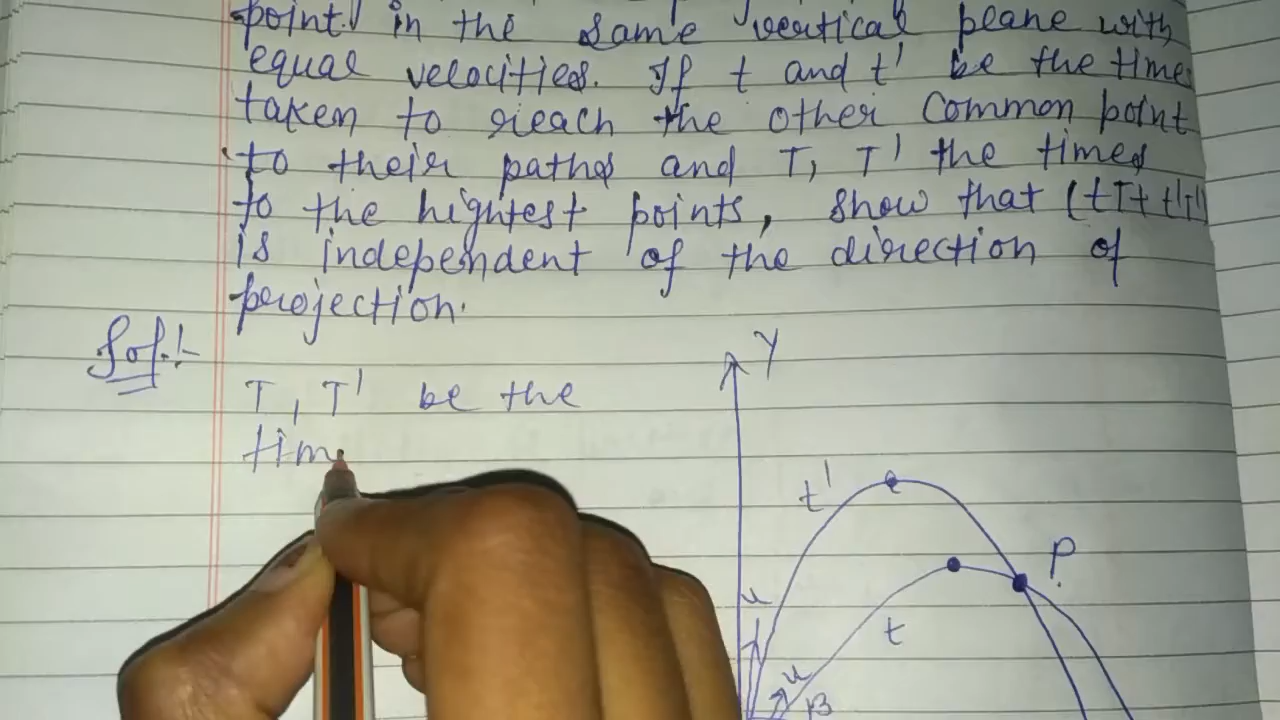 point in the same vertical plane with
equal velocities. If t and t' be the times
taken to reach the other common point
to their paths and T, T' the times
to the hightest points, show that (tT + t'T')
is independent of the direction of
projection.
Sol:-
T, T' be the
tim
Y
t'
P
u
t
u
β